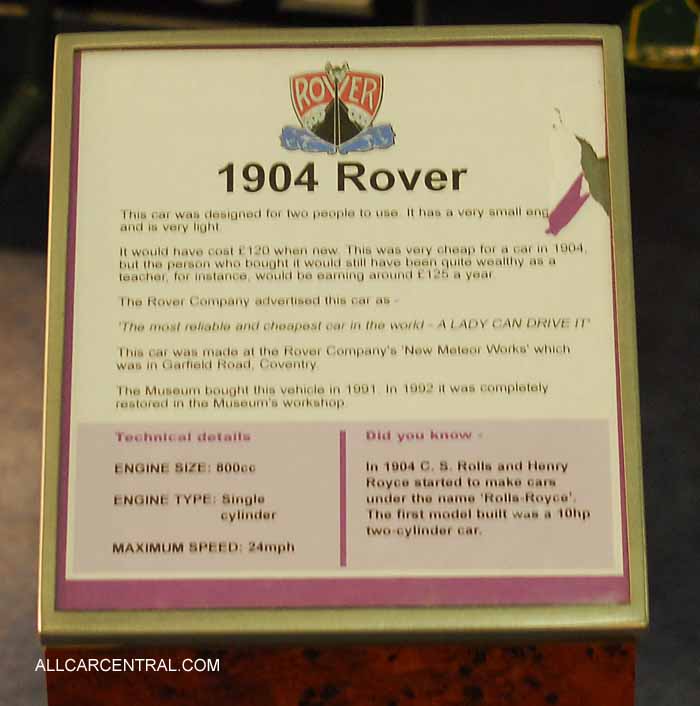 ROVER
1904 Rover
This car was designed for two people to use. It has a very small
and is very light.
It would have cost £120 when new. This was very cheap for a car in 1904,
but the person who bought it would still have been quite wealthy as a
teacher, for instance, would be earning around £125 a year
The Rover Company advertised this car as -
'The most reliable and cheapest car in the world - A LADY CAN DRIVE IT'
This car was made at the Rover Company's 'New Meteor Works' which
was in Garfield Road, Coventry.
The Museum bought this vehicle in 1991. In 1992 it was completely
restored in the Museum's workshop.
Technical details
ENGINE SIZE: 800cc
ENGINE TYPE: Single
cylinder
MAXIMUM SPEED: 24mph
Did you know -
In 1904 C. S. Rolls and Henry
Royce started to make cars
under the name 'Rolls-Royce'.
The first model built was a 10hp
two-cylinder car.
ALLCARCENTRAL.COM